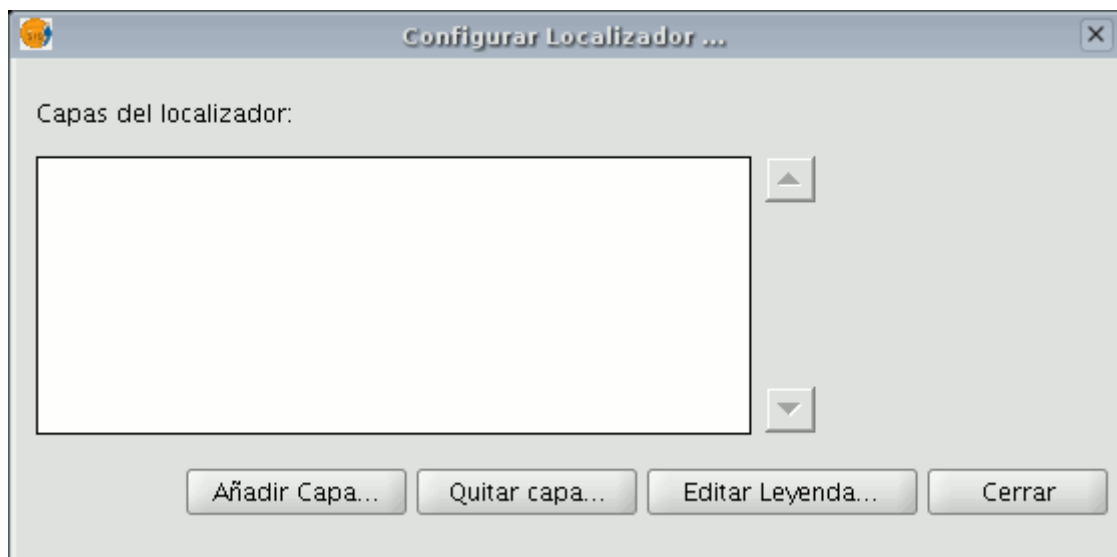 Configurar Localizador ...
Capas del localizador:
Añadir Capa...
Quitar capa...
Editar Leyenda...
Cerrar